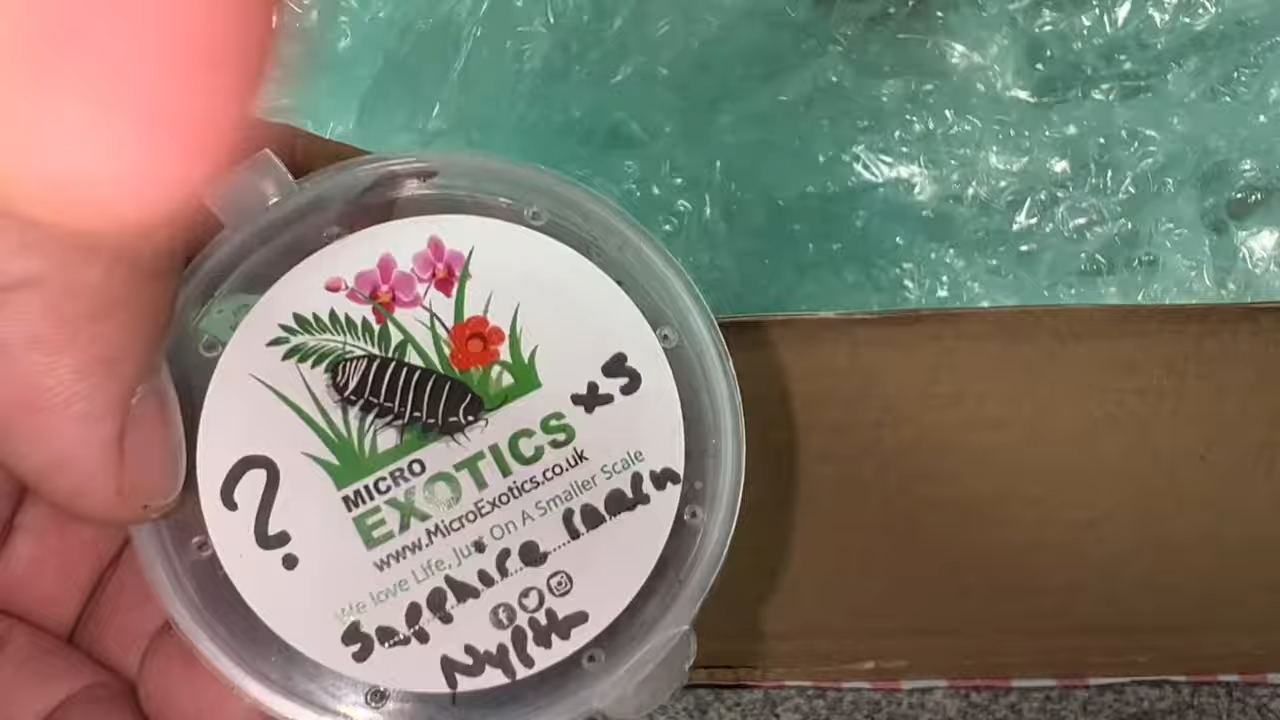 x5
MICRO
EXOTICS
www.MicroExotics.co.uk
We love Life, Just On A Smaller Scale
?
Sapphire